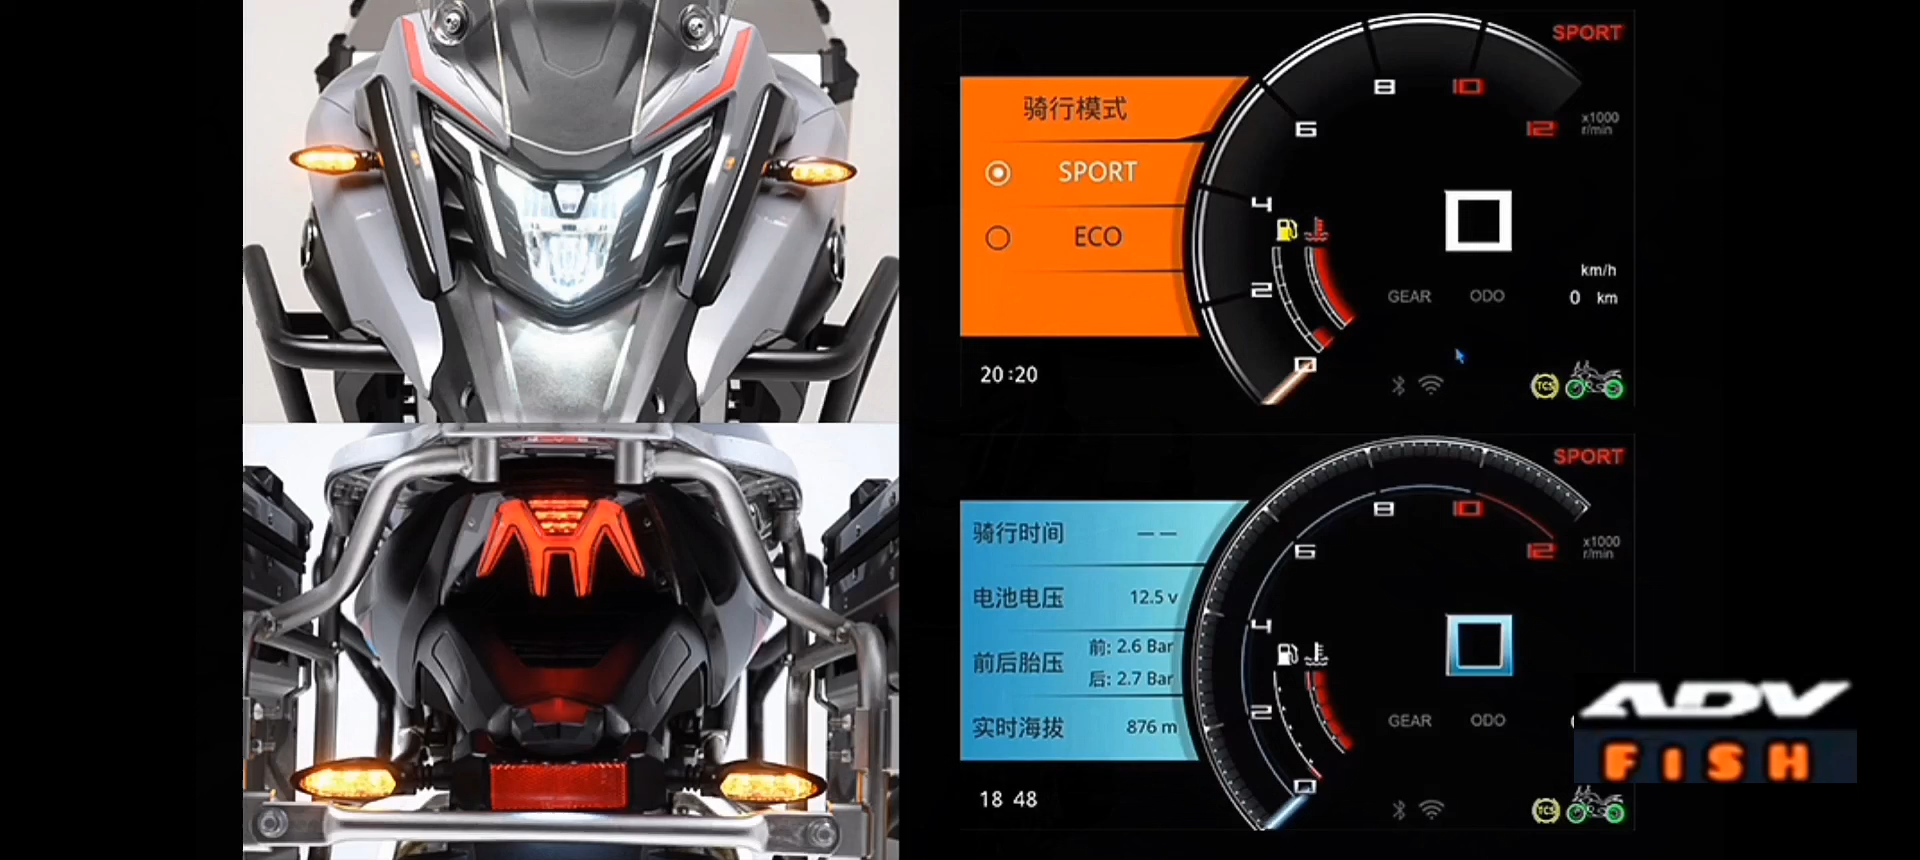 SPORT
骑行模式
SPORT
ECO
8
10
12
6
4
2
0
x1000
r/min
GEAR
ODO
km/h
0 km
20:20
TCS
SPORT
骑行时间 — —
电池电压 12.5 v
前后胎压 前: 2.6 Bar
后: 2.7 Bar
实时海拔 876 m
8
10
12
6
4
2
0
x1000
r/min
GEAR
ODO
18 48
TCS
ADV
FISH